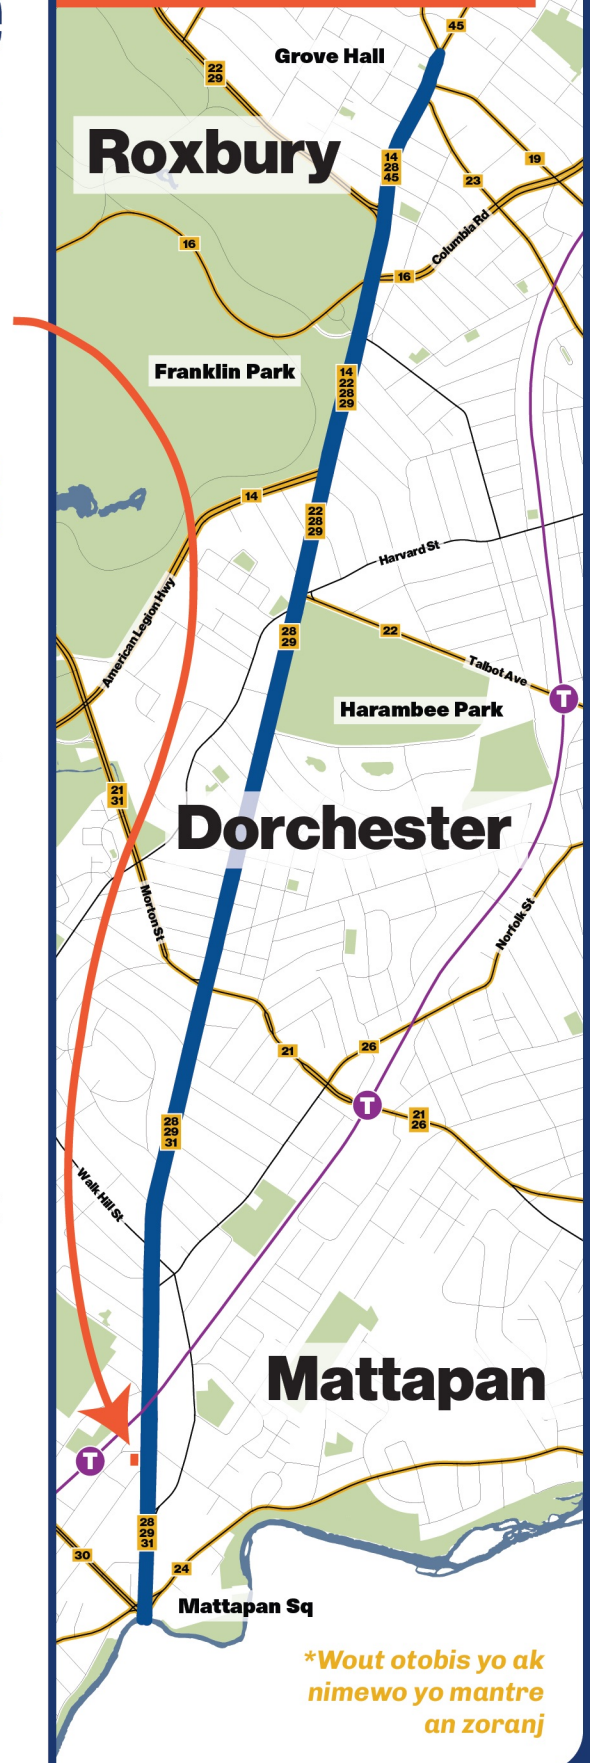 45
Grove Hall
22
29
Roxbury
14
28
45
19
23
Columbia Rd
16
16
Franklin Park
14
22
28
29
14
22
28
29
Harvard St
American Legion Hwy
28
29
22
Talbot Ave
T
Harambee Park
21
31
Dorchester
Morton St
Norfolk St
21
26
T
21
26
28
29
31
Walk Hill St
Mattapan
T
28
29
31
30
24
Mattapan Sq
*Wout otobis yo ak
nimewo yo mantre
an zoranj